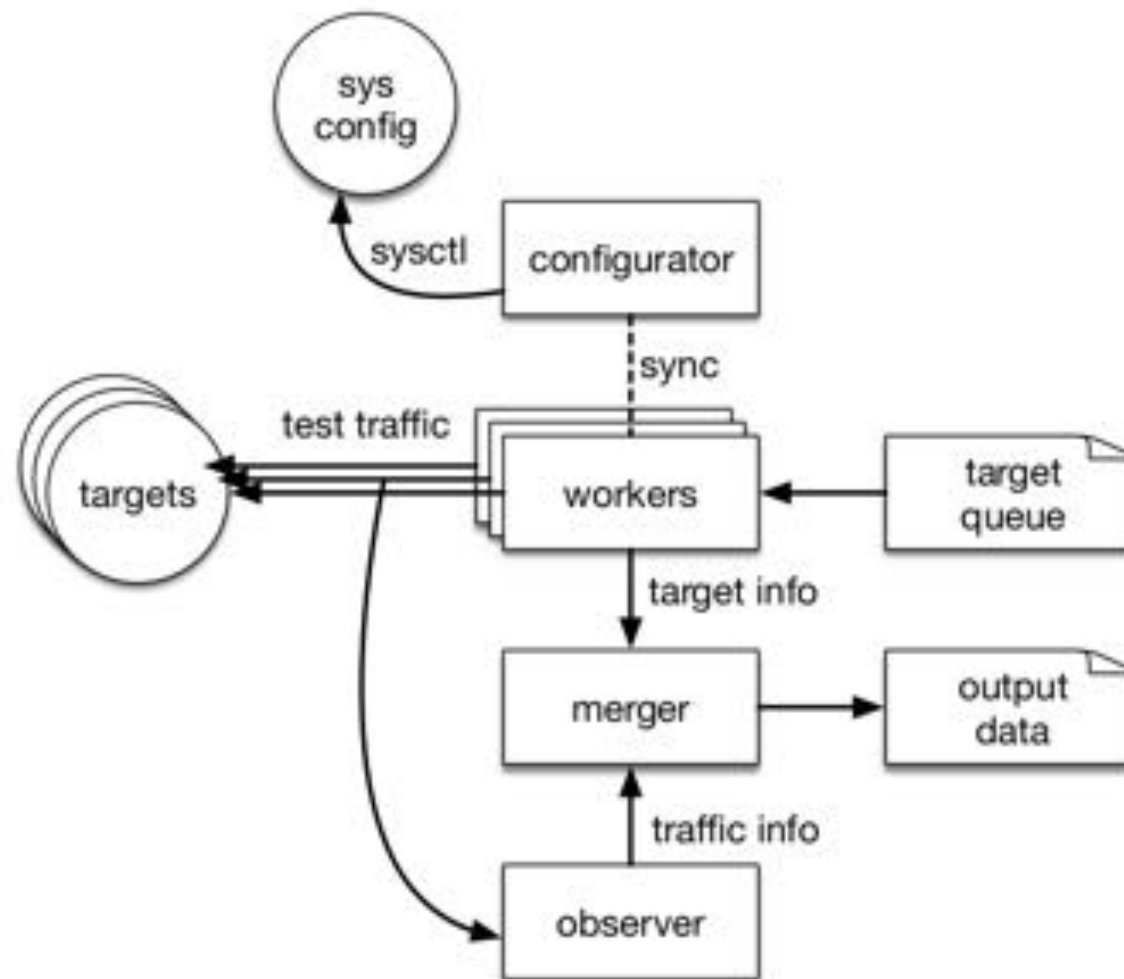 sys
config
sysctl
configurator
sync
test traffic
targets
workers
target
queue
target info
merger
output
data
traffic info
observer